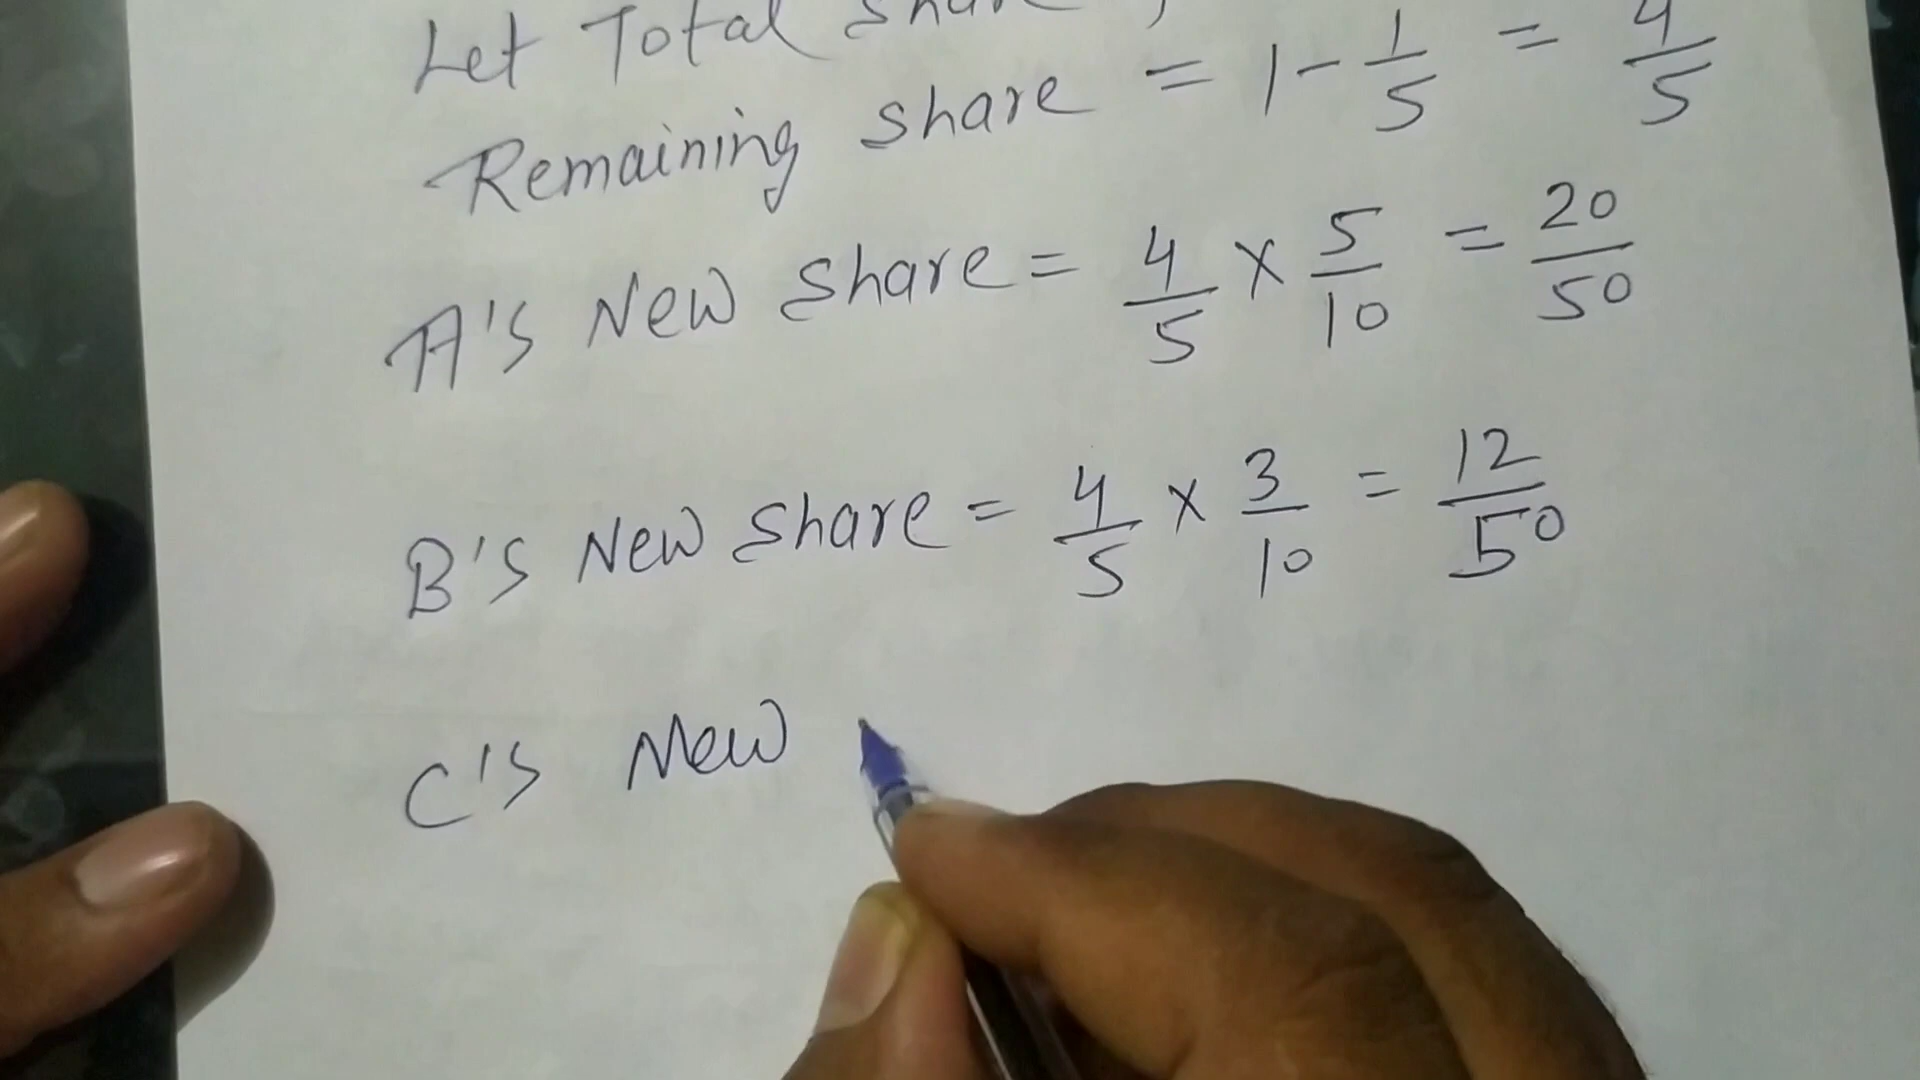 Let Total Share
Remaining share = 1 - 1/5 = 4/5
A's New Share = 4/5 × 5/10 = 20/50
B's New Share = 4/5 × 3/10 = 12/50
C's New